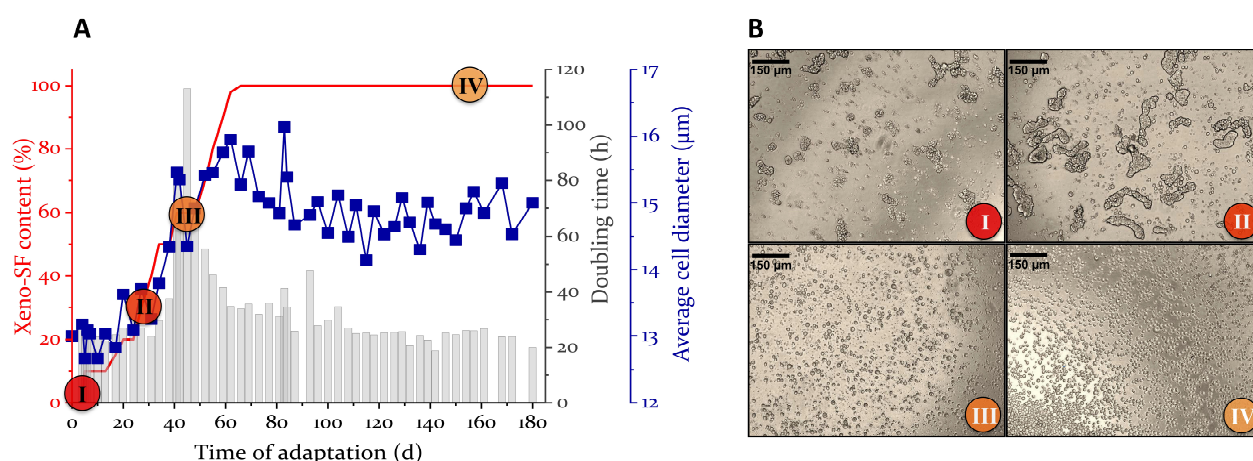 A
Xeno-SF content (%)
100
80
60
40
20
0
I
II
III
IV
0 20 40 60 80 100 120 140 160 180
Time of adaptation (d)
120
100
80
60
40
20
0
Doubling time (h)
17
16
15
14
13
12
Average cell diameter (µm)
B
150 µm
I
150 µm
II
150 µm
III
150 µm
IV